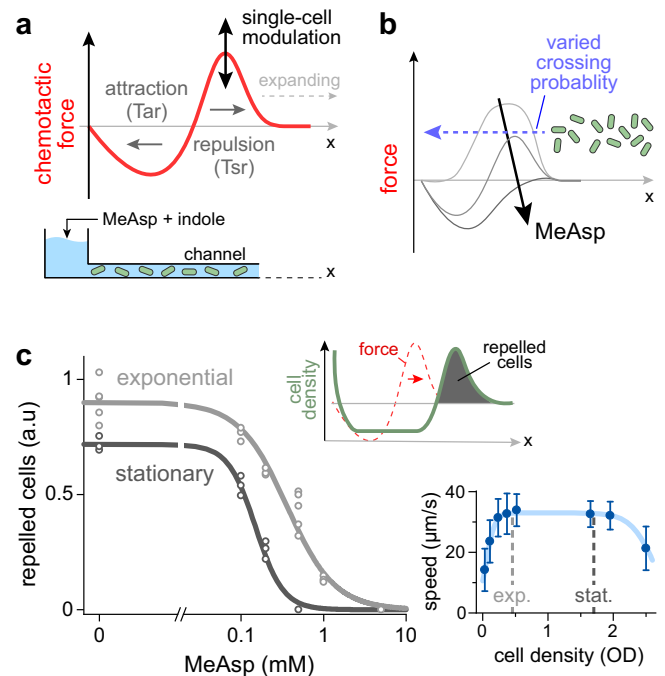 a
single-cell
modulation
attraction
(Tar)
expanding
chemotactic
force
x
repulsion
(Tsr)
MeAsp + indole
channel
x
b
varied
crossing
probablity
force
x
MeAsp
c
exponential
stationary
repelled cells (a.u)
1
0.5
0
0
0.1
1
10
MeAsp (mM)
cell
density
force
repelled
cells
x
speed (μm/s)
60
30
0
exp.
stat.
0
1
2
cell density (OD)